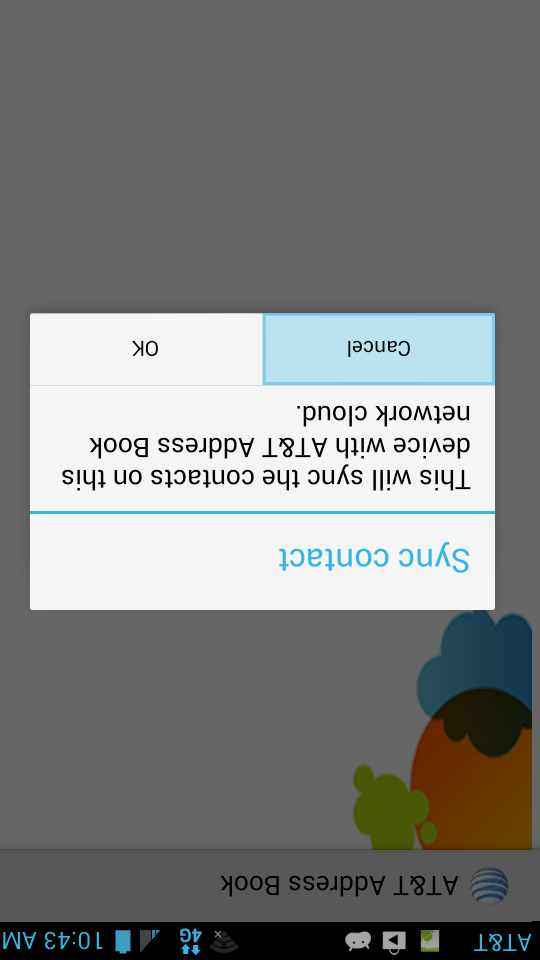 AT&T 4G 10:43 AM
AT&T Address Book
Sync contact
This will sync the contacts on this
device with AT&T Address Book
network cloud.
Cancel OK